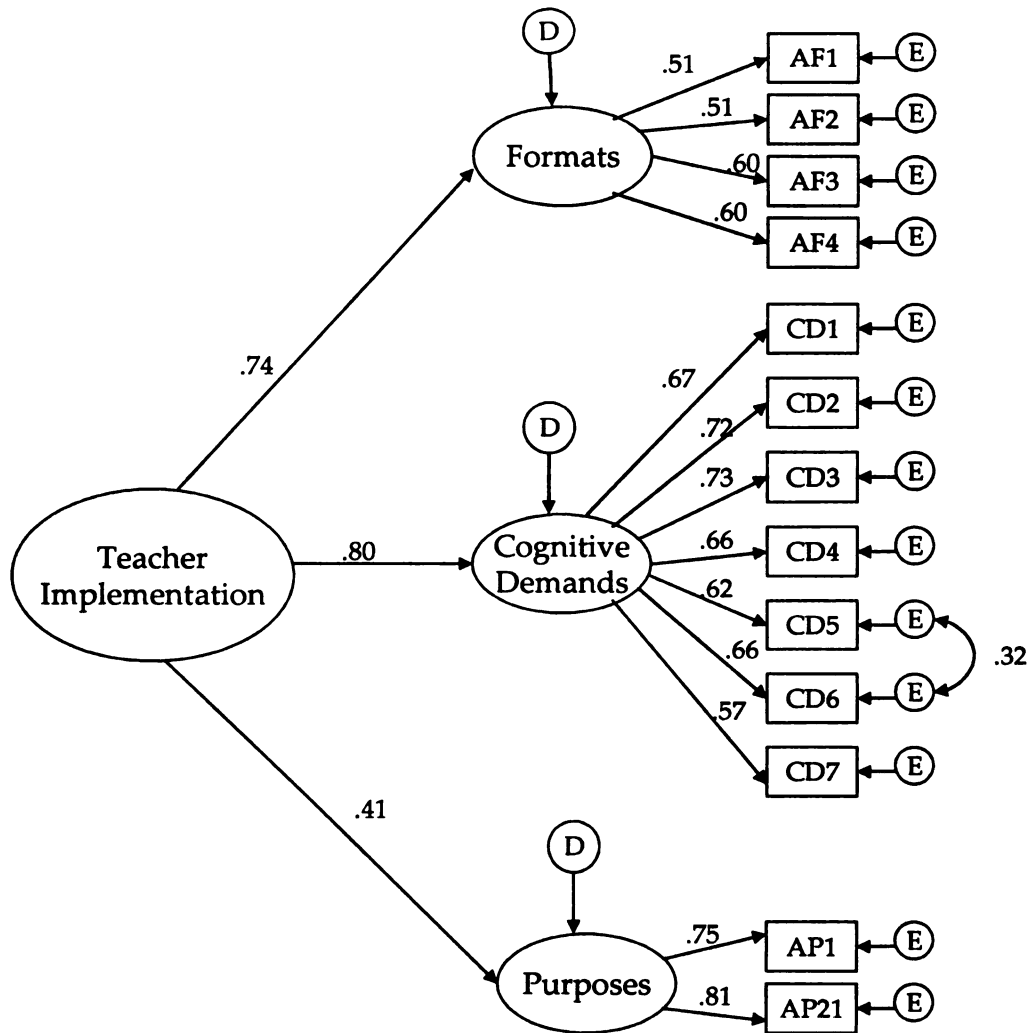 D
.51
AF1
E
.51
AF2
E
Formats
.60
AF3
E
.60
AF4
E
CD1
E
.74
.67
D
.72
CD2
E
.73
CD3
E
Teacher
Implementation
.80
Cognitive
Demands
.66
CD4
E
.62
CD5
E
.32
.66
CD6
E
.57
CD7
E
.41
D
.75
AP1
E
Purposes
.81
AP21
E